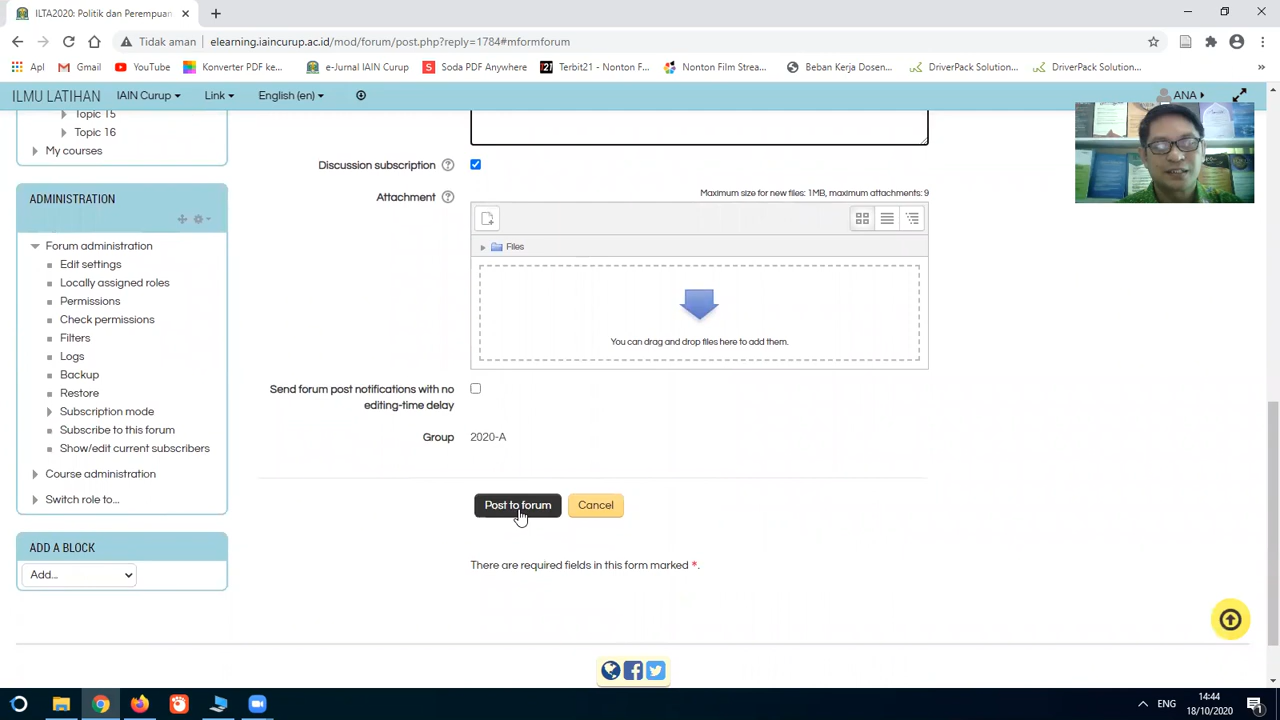 ILTA2020: Politik dan Perempuan
Tidak aman
elearning.iaincurup.ac.id/mod/forum/post.php?reply=1784#mformforum
Apl
Gmail
YouTube
Konverter PDF ke...
e-Jurnal IAIN Curup
Soda PDF Anywhere
Terbit21 - Nonton F...
Nonton Film Strea...
Beban Kerja Dosen...
DriverPack Solution...
DriverPack Solution...
ILMU LATIHAN
IAIN Curup
Link
English (en)
ANA
Topic 15
Topic 16
My courses
ADMINISTRATION
Forum administration
Edit settings
Locally assigned roles
Permissions
Check permissions
Filters
Logs
Backup
Restore
Subscription mode
Subscribe to this forum
Show/edit current subscribers
Course administration
Switch role to...
ADD A BLOCK
Add...
Discussion subscription
Attachment
Maximum size for new files: 1MB, maximum attachments: 9
Files
You can drag and drop files here to add them.
Send forum post notifications with no
editing-time delay
Group
2020-A
Post to forum
Cancel
There are required fields in this form marked *.
ENG
14:44
18/10/2020